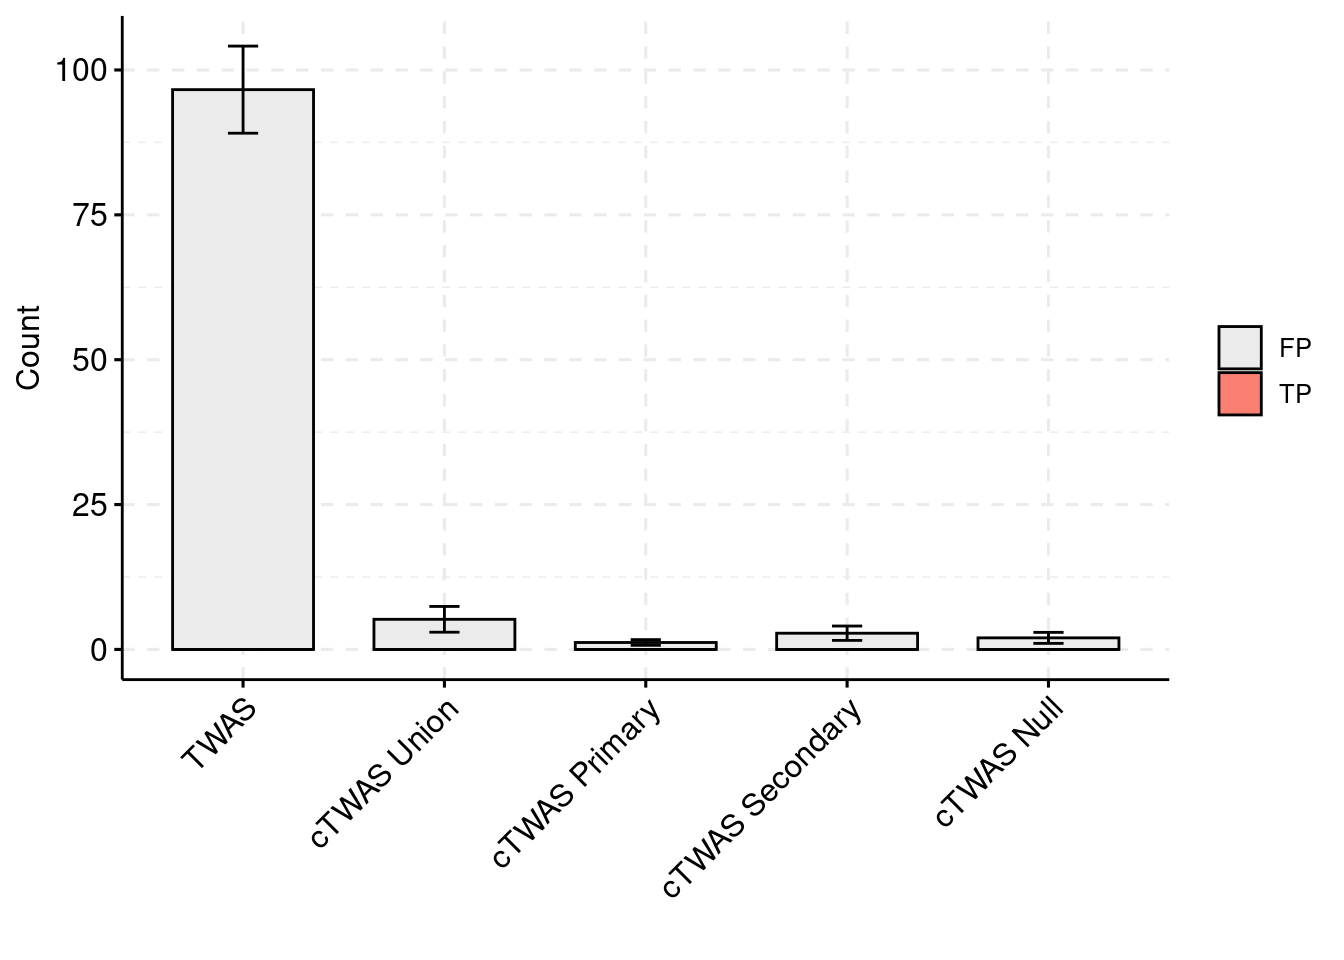 Count
100
75
50
25
0
TWAS
cTWAS Union
cTWAS Primary
cTWAS Secondary
cTWAS Null
FP
TP